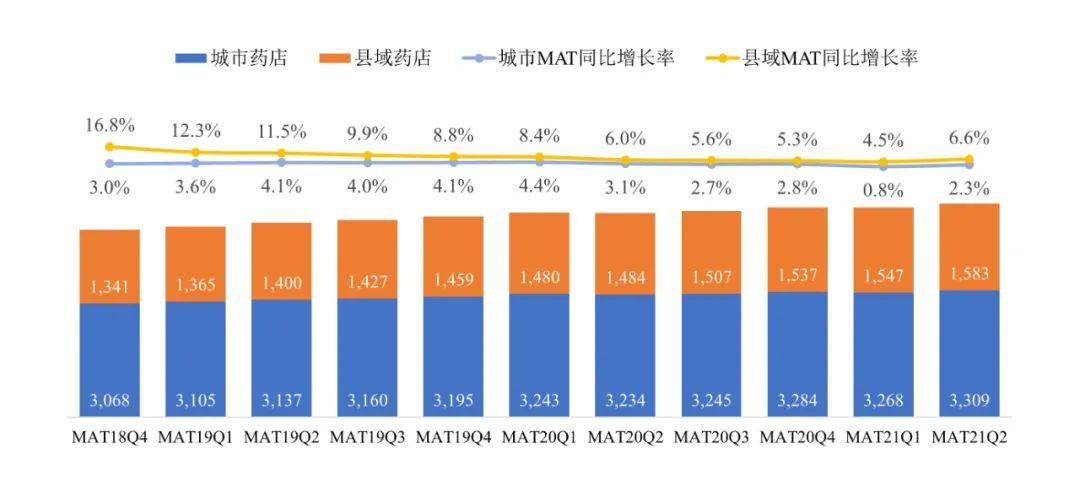 城市药店 县域药店 城市MAT同比增长率 县域MAT同比增长率
16.8% 12.3% 11.5% 9.9% 8.8% 8.4% 6.0% 5.6% 5.3% 4.5% 6.6%
3.0% 3.6% 4.1% 4.0% 4.1% 4.4% 3.1% 2.7% 2.8% 0.8% 2.3%
1,341 1,365 1,400 1,427 1,459 1,480 1,484 1,507 1,537 1,547 1,583
3,068 3,105 3,137 3,160 3,195 3,243 3,234 3,245 3,284 3,268 3,309
MAT18Q4 MAT19Q1 MAT19Q2 MAT19Q3 MAT19Q4 MAT20Q1 MAT20Q2 MAT20Q3 MAT20Q4 MAT21Q1 MAT21Q2